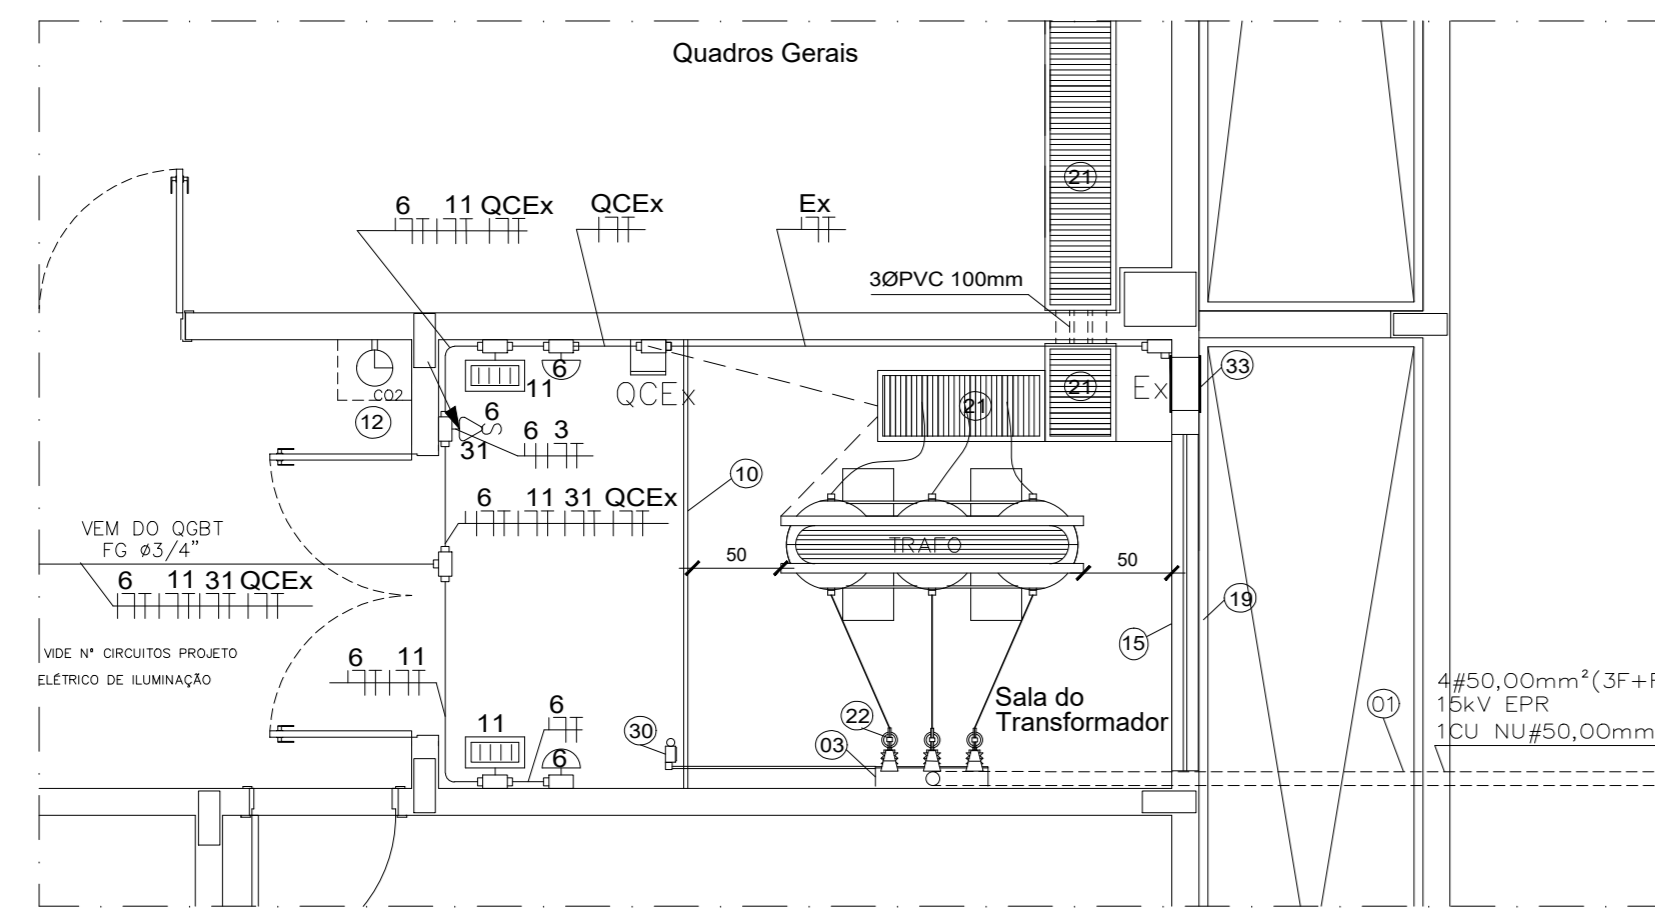 Quadros Gerais
21
6 11 QCEx
QCEx
Ex
3ØPVC 100mm
33
6
11
QCEx
21
21
Ex
CO2
12
6
S
31
6 3
10
6 11 31 QCEx
VEM DO QGBT
FG ø3/4"
6 11 31 QCEx
TRAFO
50
50
19
15
VIDE Nº CIRCUITOS PROJETO
ELÉTRICO DE ILUMINAÇÃO
6 11
Sala do
Transformador
4#50,00mm²(3F+
15kV EPR
1CU NU#50,00mm
01
22
03
30
11
6
6